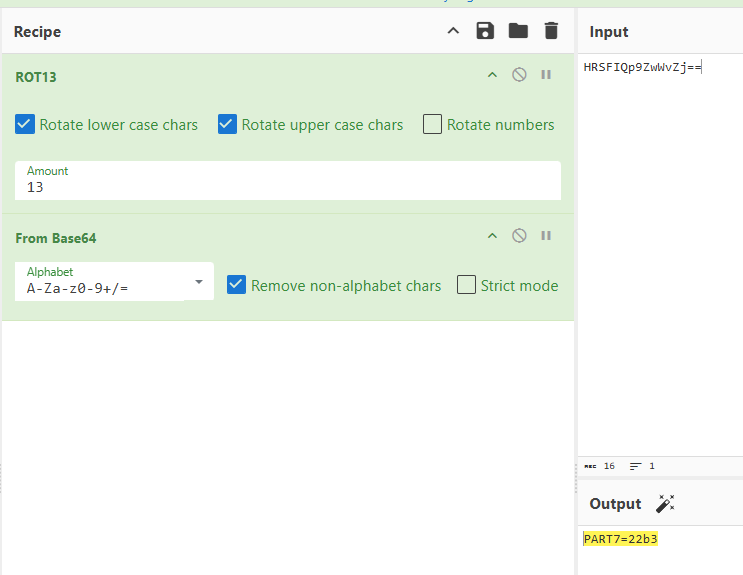 Recipe
ROT13
Rotate lower case chars
Rotate upper case chars
Rotate numbers
Amount
13
From Base64
Alphabet
A-Za-z0-9+/=
Remove non-alphabet chars
Strict mode
Input
HRSFIQp9ZwWvZj==
REC 16 1
Output
PART7=22b3